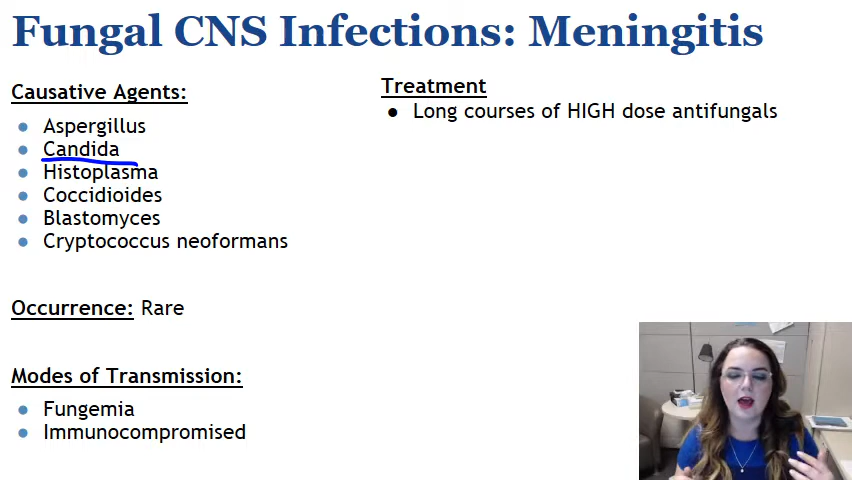 Fungal CNS Infections: Meningitis
Causative Agents:
Aspergillus
Candida
Histoplasma
Coccidioides
Blastomyces
Cryptococcus neoformans
Occurrence: Rare
Modes of Transmission:
Fungemia
Immunocompromised
Treatment
Long courses of HIGH dose antifungals